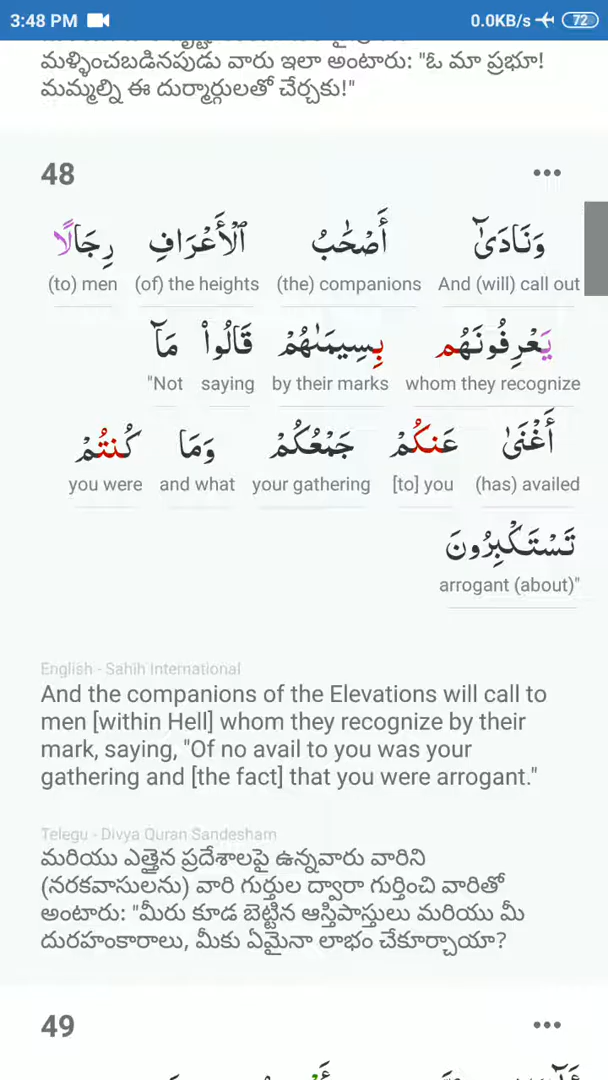 3:48 PM 0.0KB/s 72
మళ్ళించబడినపుడు వారు ఇలా అంటారు: "ఓ మా ప్రభూ!
మమ్మల్ని ఈ దుర్మార్గులతో చేర్చకు!"
48
وَنَادَىٰٓ أَصْحَٰبُ ٱلْأَعْرَافِ رِجَالًا
And (will) call out (the) companions (of) the heights (to) men
يَعْرِفُونَهُم بِسِيمَىٰهُمْ قَالُوا۟ مَآ
whom they recognize by their marks saying "Not
أَغْنَىٰ عَنكُمْ جَمْعُكُمْ وَمَا كُنتُمْ
(has) availed [to] you your gathering and what you were
تَسْتَكْبِرُونَ
arrogant (about)"
English - Sahih International
And the companions of the Elevations will call to
men [within Hell] whom they recognize by their
mark, saying, "Of no avail to you was your
gathering and [the fact] that you were arrogant."
Telegu - Divya Quran Sandesham
మరియు ఎత్తైన ప్రదేశాలపై ఉన్నవారు వారిని
(నరకవాసులను) వారి గుర్తుల ద్వారా గుర్తించి వారితో
అంటారు: "మీరు కూడ బెట్టిన ఆస్తిపాస్తులు మరియు మీ
దురహంకారాలు, మీకు ఏమైనా లాభం చేకూర్చాయా?
49